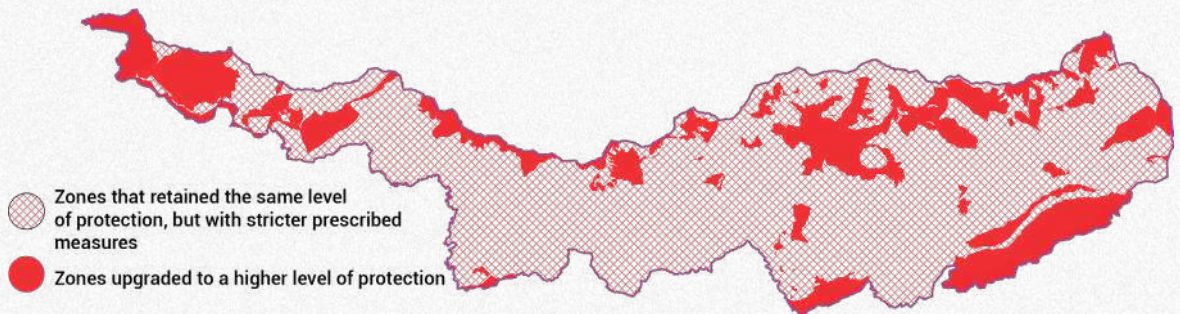 Zones that retained the same level
of protection, but with stricter prescribed
measures
Zones upgraded to a higher level of protection